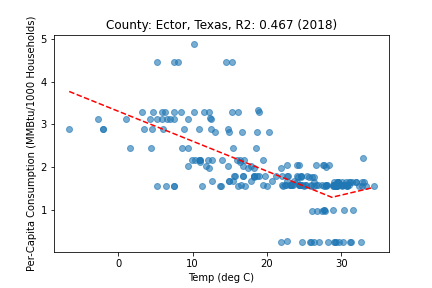 County: Ector, Texas, R2: 0.467 (2018)
Per-Capita Consumption (MMBtu/1000 Households)
5
4
3
2
1
0 10 20 30
Temp (deg C)